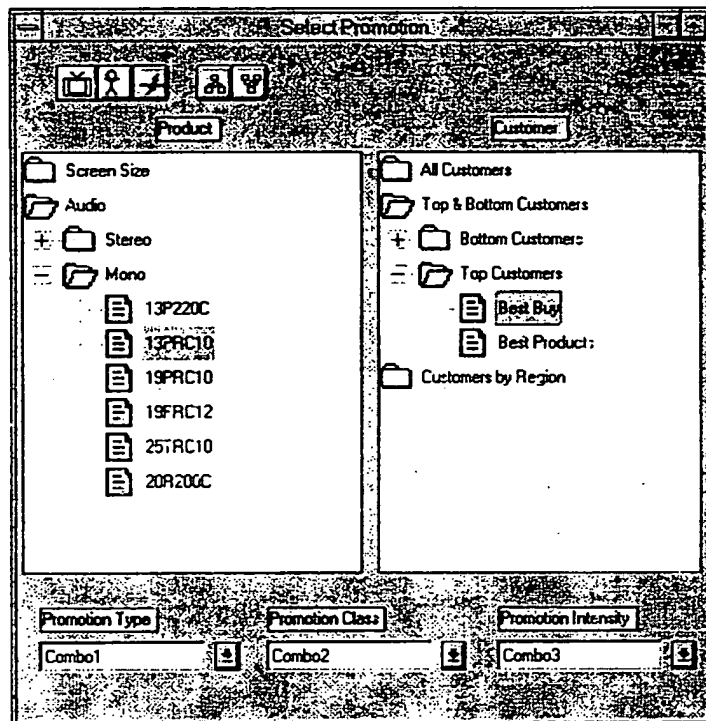 Select Promotion
Product
Customer
Screen Size
Audio
Stereo
Mono
13P220C
13PRC10
19PRC10
19FRC12
25TRC10
20R200C
All Customers
Top & Bottom Customers
Bottom Customers
Top Customers
Best Buy
Best Products
Customers by Region
Promotion Type
Promotion Class
Promotion Intensity
Combo1
Combo2
Combo3